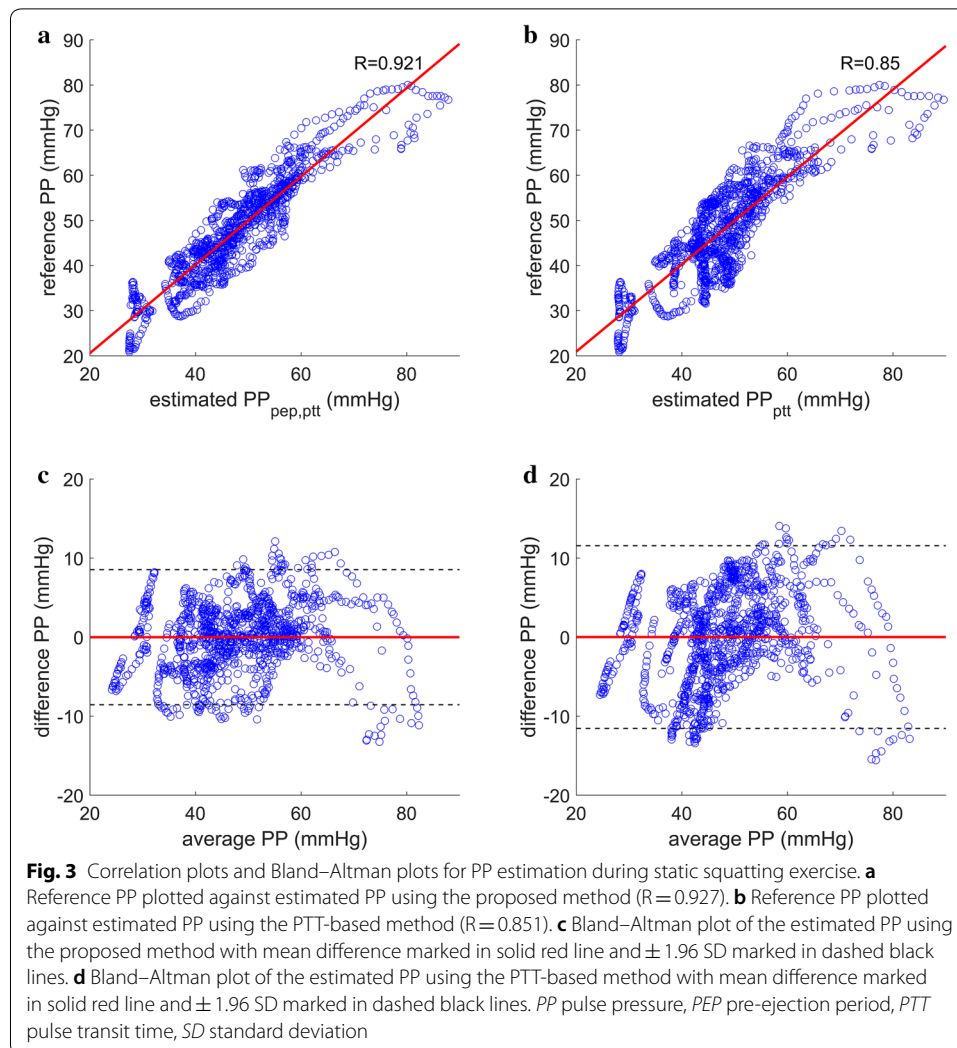 a
R=0.921
90
80
70
60
50
40
30
20
reference PP (mmHg)
20 40 60 80
estimated PPpep,ptt (mmHg)
b
R=0.85
90
80
70
60
50
40
30
20
reference PP (mmHg)
20 40 60 80
estimated PPptt (mmHg)
c
20
10
0
-10
-20
difference PP (mmHg)
20 40 60 80
average PP (mmHg)
d
20
10
0
-10
-20
difference PP (mmHg)
20 40 60 80
average PP (mmHg)
Fig. 3 Correlation plots and Bland–Altman plots for PP estimation during static squatting exercise. a
Reference PP plotted against estimated PP using the proposed method (R = 0.927). b Reference PP plotted
against estimated PP using the PTT-based method (R = 0.851). c Bland–Altman plot of the estimated PP using
the proposed method with mean difference marked in solid red line and ± 1.96 SD marked in dashed black
lines. d Bland–Altman plot of the estimated PP using the PTT-based method with mean difference marked
in solid red line and ± 1.96 SD marked in dashed black lines. PP pulse pressure, PEP pre-ejection period, PTT
pulse transit time, SD standard deviation